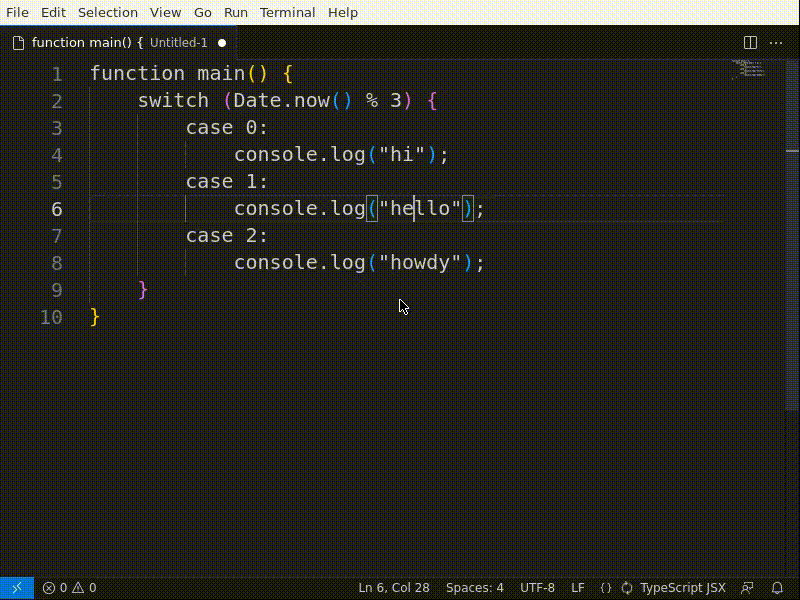 File Edit Selection View Go Run Terminal Help
function main() { Untitled-1
1 function main() {
2     switch (Date.now() % 3) {
3         case 0:
4             console.log("hi");
5         case 1:
6             console.log("hello");
7         case 2:
8             console.log("howdy");
9     }
10 }
0 0 Ln 6, Col 28 Spaces: 4 UTF-8 LF {} TypeScript JSX